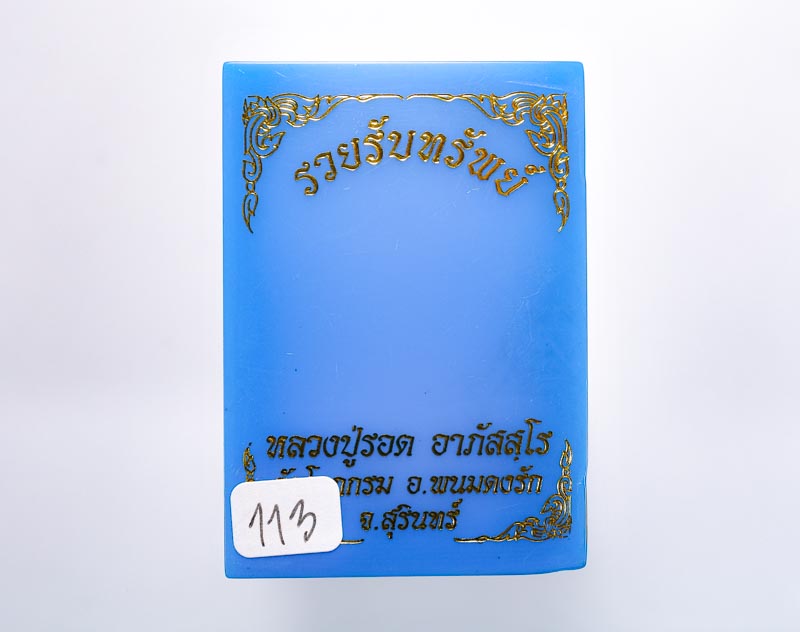 รวยรับทรัพย์
หลวงปู่รอด อาภัสสฺโร
อ.พนมดงรัก
จ.สุรินทร์
113